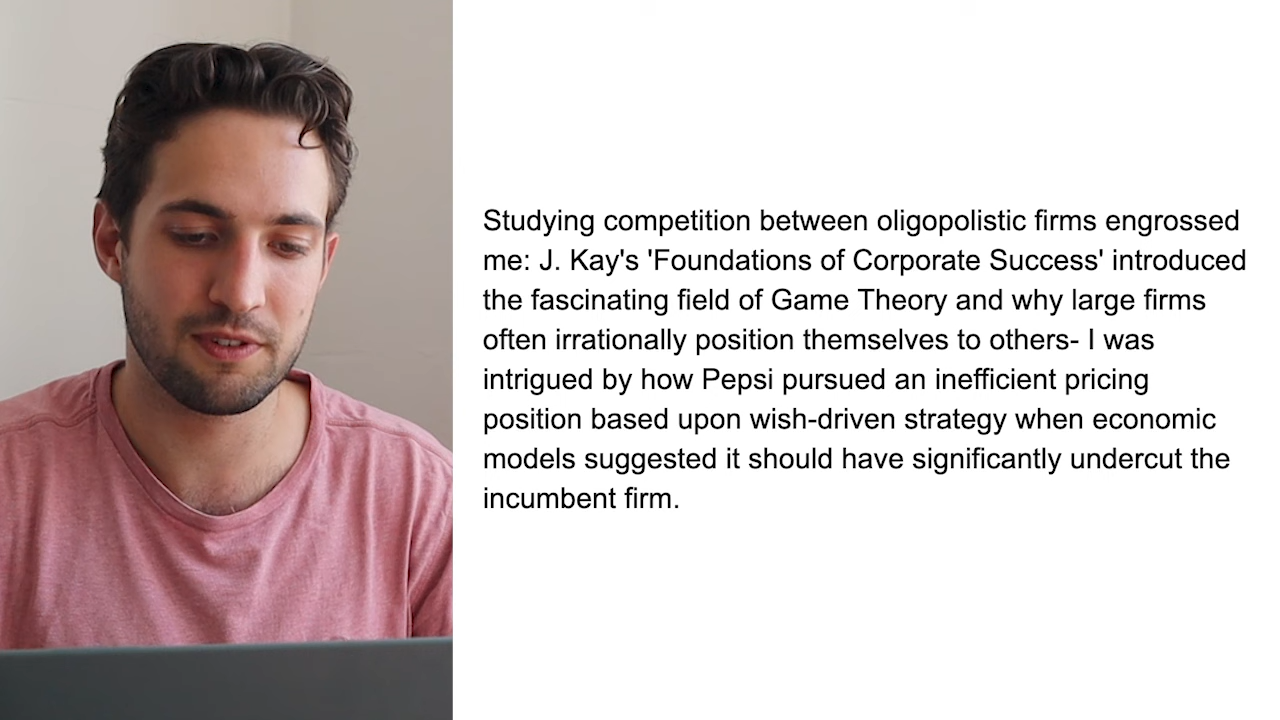 Studying competition between oligopolistic firms engrossed
me: J. Kay's 'Foundations of Corporate Success' introduced
the fascinating field of Game Theory and why large firms
often irrationally position themselves to others- I was
intrigued by how Pepsi pursued an inefficient pricing
position based upon wish-driven strategy when economic
models suggested it should have significantly undercut the
incumbent firm.